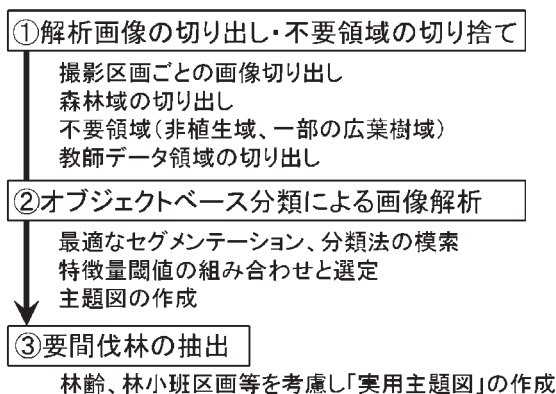 ①解析画像の切り出し・不要領域の切り捨て
撮影区画ごとの画像切り出し
森林域の切り出し
不要領域(非植生域、一部の広葉樹域)
教師データ領域の切り出し
②オブジェクトベース分類による画像解析
最適なセグメンテーション、分類法の模索
特徴量閾値の組み合わせと選定
主題図の作成
③要間伐林の抽出
林齢、林小班区画等を考慮し「実用主題図」の作成